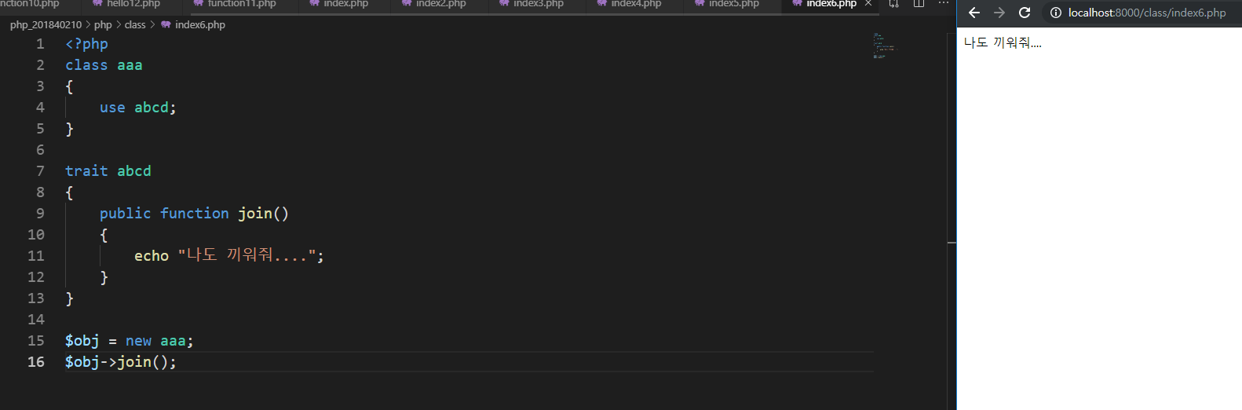 nction10.php hello12.php function11.php index.php index2.php index3.php index4.php index5.php index6.php
localhost:8000/class/index6.php
php_201840210 > php > class > index6.php
나도 끼워줘....
1 <?php
2 class aaa
3 {
4 use abcd;
5 }
6
7 trait abcd
8 {
9 public function join()
10 {
11 echo "나도 끼워줘....";
12 }
13 }
14
15 $obj = new aaa;
16 $obj->join();